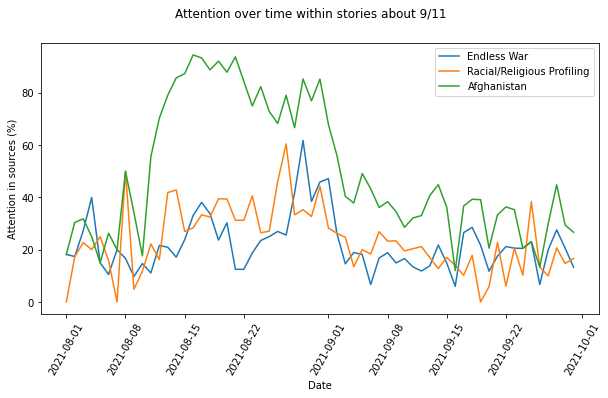 Attention over time within stories about 9/11
Endless War
Racial/Religious Profiling
Afghanistan
Attention in sources (%)
80
60
40
20
0
2021-08-01
2021-08-08
2021-08-15
2021-08-22
2021-09-01
2021-09-08
2021-09-15
2021-09-22
2021-10-01
Date